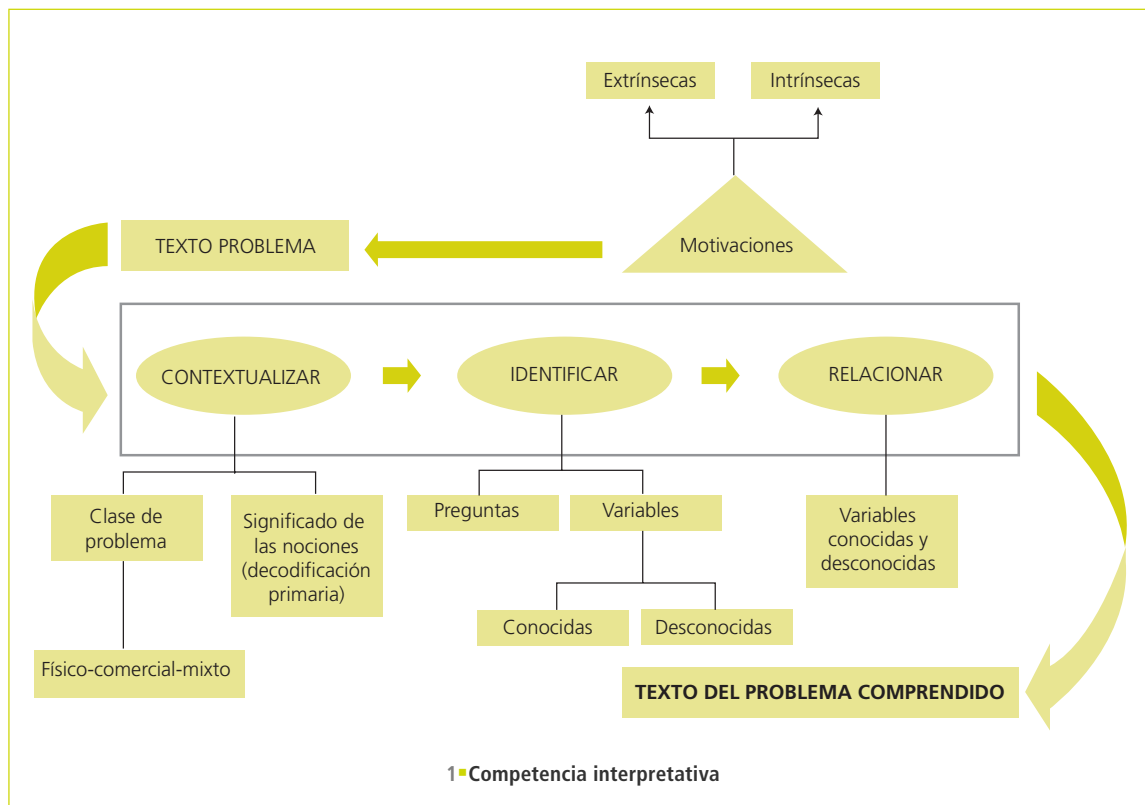 Extrínsecas
Intrínsecas
TEXTO PROBLEMA
Motivaciones
CONTEXTUALIZAR
IDENTIFICAR
RELACIONAR
Clase de
problema
Significado de
las nociones
(decodificación
primaria)
Preguntas
Variables
Variables
conocidas y
desconocidas
Conocidas
Desconocidas
Físico-comercial-mixto
TEXTO DEL PROBLEMA COMPRENDIDO
1 Competencia interpretativa